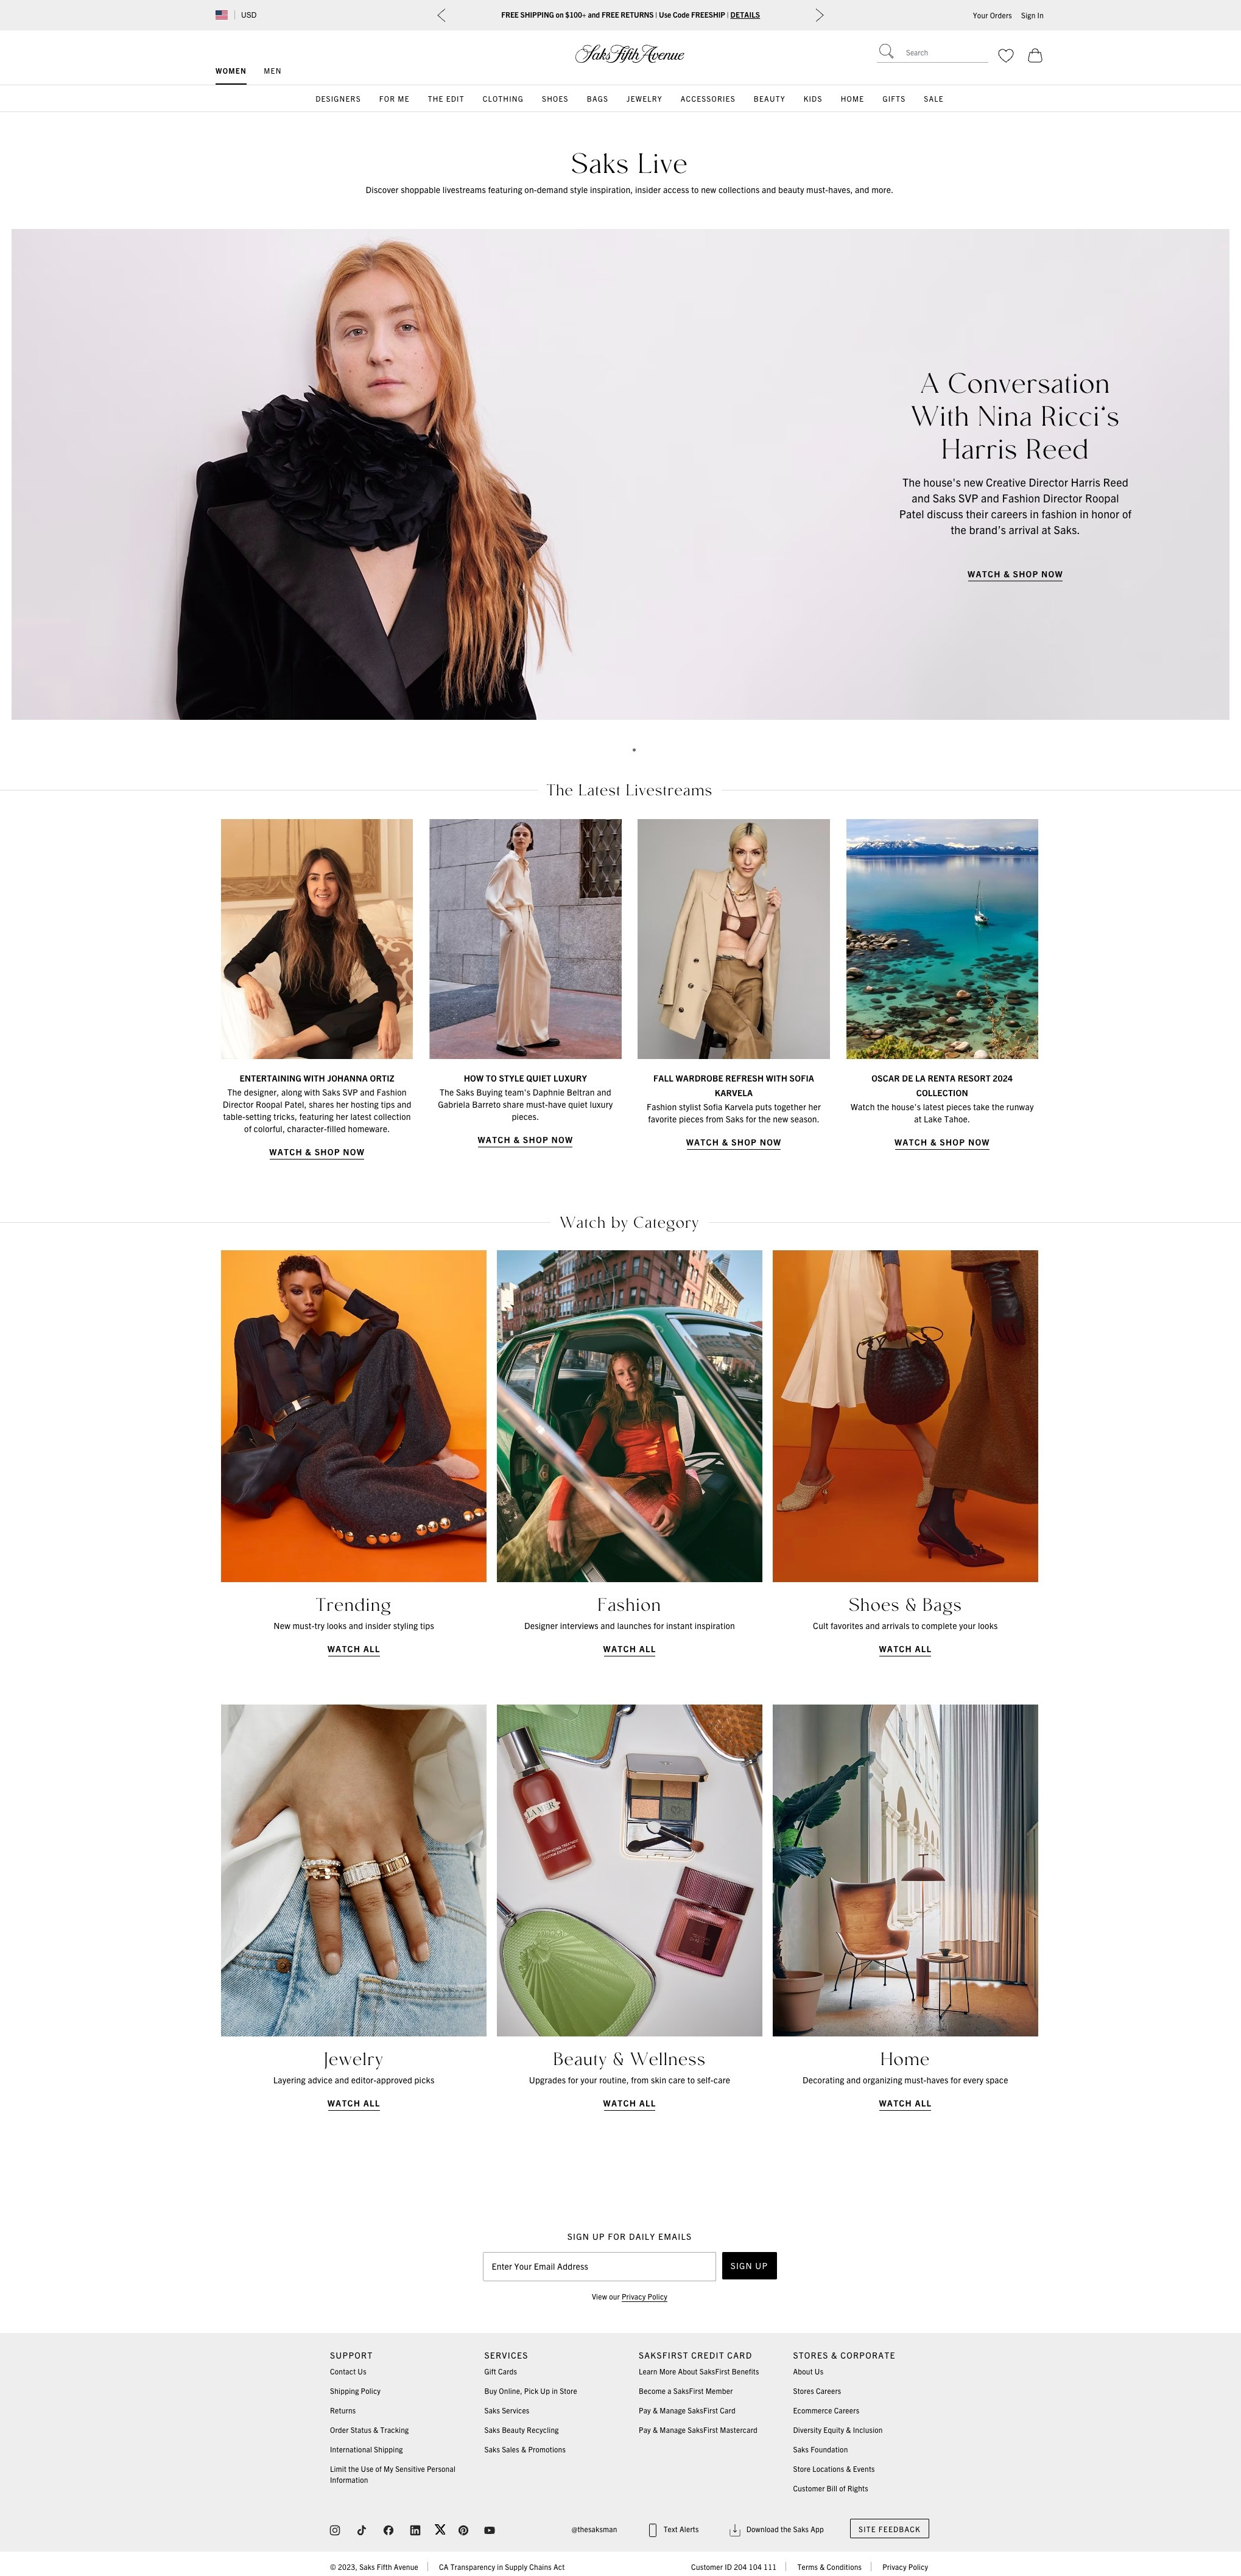 USD
FREE SHIPPING on $100+ and FREE RETURNS | Use Code FREESHIP | DETAILS
Your Orders
Sign In
WOMEN
MEN
Saks Fifth Avenue
Search
DESIGNERS
FOR ME
THE EDIT
CLOTHING
SHOES
BAGS
JEWELRY
ACCESSORIES
BEAUTY
KIDS
HOME
GIFTS
SALE
Saks Live
Discover shoppable livestreams featuring on-demand style inspiration, insider access to new collections and beauty must-haves, and more.
A Conversation
With Nina Ricci's
Harris Reed
The house's new Creative Director Harris Reed
and Saks SVP and Fashion Director Roopal
Patel discuss their careers in fashion in honor of
the brand's arrival at Saks.
WATCH & SHOP NOW
The Latest Livestreams
ENTERTAINING WITH JOHANNA ORTIZ
The designer, along with Saks SVP and Fashion
Director Roopal Patel, shares her hosting tips and
table-setting tricks, featuring her latest collection
of colorful, character-filled homeware.
WATCH & SHOP NOW
HOW TO STYLE QUIET LUXURY
The Saks Buying team's Daphnie Beltran and
Gabriela Barreto share must-have quiet luxury
pieces.
WATCH & SHOP NOW
FALL WARDROBE REFRESH WITH SOFIA
KARVELA
Fashion stylist Sofia Karvela puts together her
favorite pieces from Saks for the new season.
WATCH & SHOP NOW
OSCAR DE LA RENTA RESORT 2024
COLLECTION
Watch the house's latest pieces take the runway
at Lake Tahoe.
WATCH & SHOP NOW
Watch by Category
Trending
New must-try looks and insider styling tips
WATCH ALL
Fashion
Designer interviews and launches for instant inspiration
WATCH ALL
Shoes & Bags
Cult favorites and arrivals to complete your looks
WATCH ALL
LA MER
Jewelry
Layering advice and editor-approved picks
WATCH ALL
Beauty & Wellness
Upgrades for your routine, from skin care to self-care
WATCH ALL
Home
Decorating and organizing must-haves for every space
WATCH ALL
SIGN UP FOR DAILY EMAILS
Enter Your Email Address
SIGN UP
View our Privacy Policy
SUPPORT
Contact Us
Shipping Policy
Returns
Order Status & Tracking
International Shipping
Limit the Use of My Sensitive Personal
Information
SERVICES
Gift Cards
Buy Online, Pick Up in Store
Saks Services
Saks Beauty Recycling
Saks Sales & Promotions
SAKSFIRST CREDIT CARD
Learn More About SaksFirst Benefits
Become a SaksFirst Member
Pay & Manage SaksFirst Card
Pay & Manage SaksFirst Mastercard
STORES & CORPORATE
About Us
Stores Careers
Ecommerce Careers
Diversity Equity & Inclusion
Saks Foundation
Store Locations & Events
Customer Bill of Rights
@thesaksman
Text Alerts
Download the Saks App
SITE FEEDBACK
© 2023, Saks Fifth Avenue
CA Transparency in Supply Chains Act
Customer ID 204 104 111
Terms & Conditions
Privacy Policy